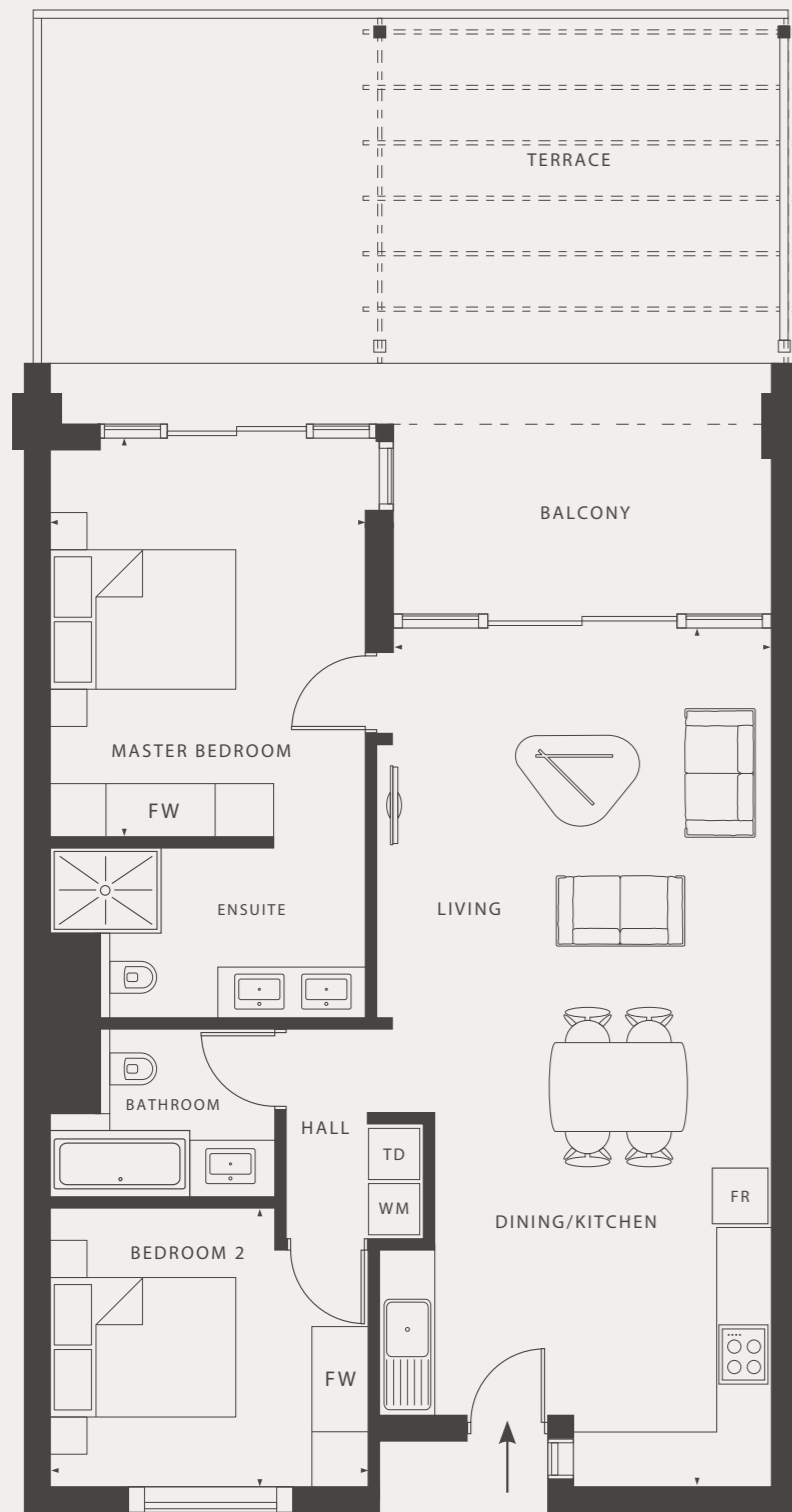 TERRACE
BALCONY
MASTER BEDROOM
FW
ENSUITE
LIVING
BATHROOM
HALL
TD
WM
FR
DINING/KITCHEN
BEDROOM 2
FW